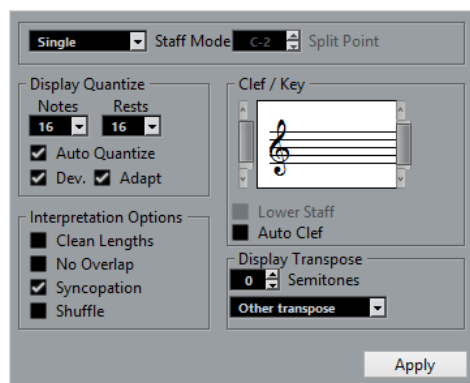 Single Staff Mode C-2 Split Point
Display Quantize
Notes Rests
16 16
Auto Quantize
Dev. Adapt
Interpretation Options
Clean Lengths
No Overlap
Syncopation
Shuffle
Clef / Key
Lower Staff
Auto Clef
Display Transpose
0 Semitones
Other transpose
Apply